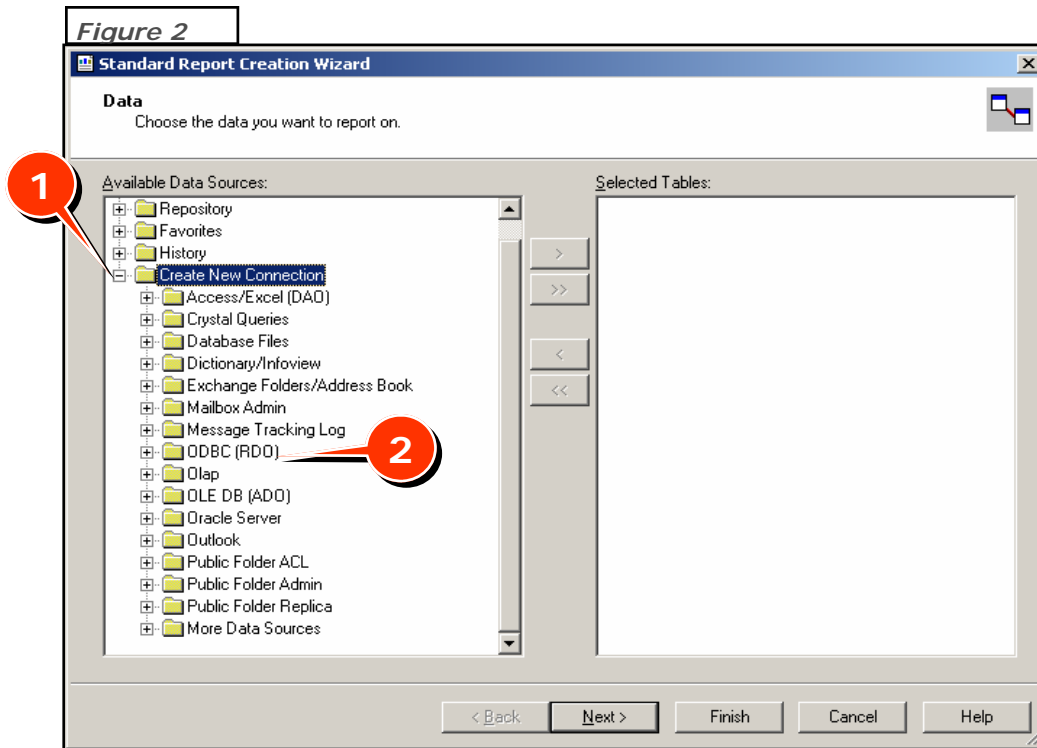 Figure 2
Standard Report Creation Wizard
Data
Choose the data you want to report on.
1
Available Data Sources:
Selected Tables:
Repository
Favorites
History
Create New Connection
Access/Excel (DAO)
Crystal Queries
Database Files
Dictionary/Infoview
Exchange Folders/Address Book
Mailbox Admin
Message Tracking Log
ODBC (RDO)
2
Olap
OLE DB (ADO)
Oracle Server
Outlook
Public Folder ACL
Public Folder Admin
Public Folder Replica
More Data Sources
>
>>
<
<<
< Back
Next >
Finish
Cancel
Help